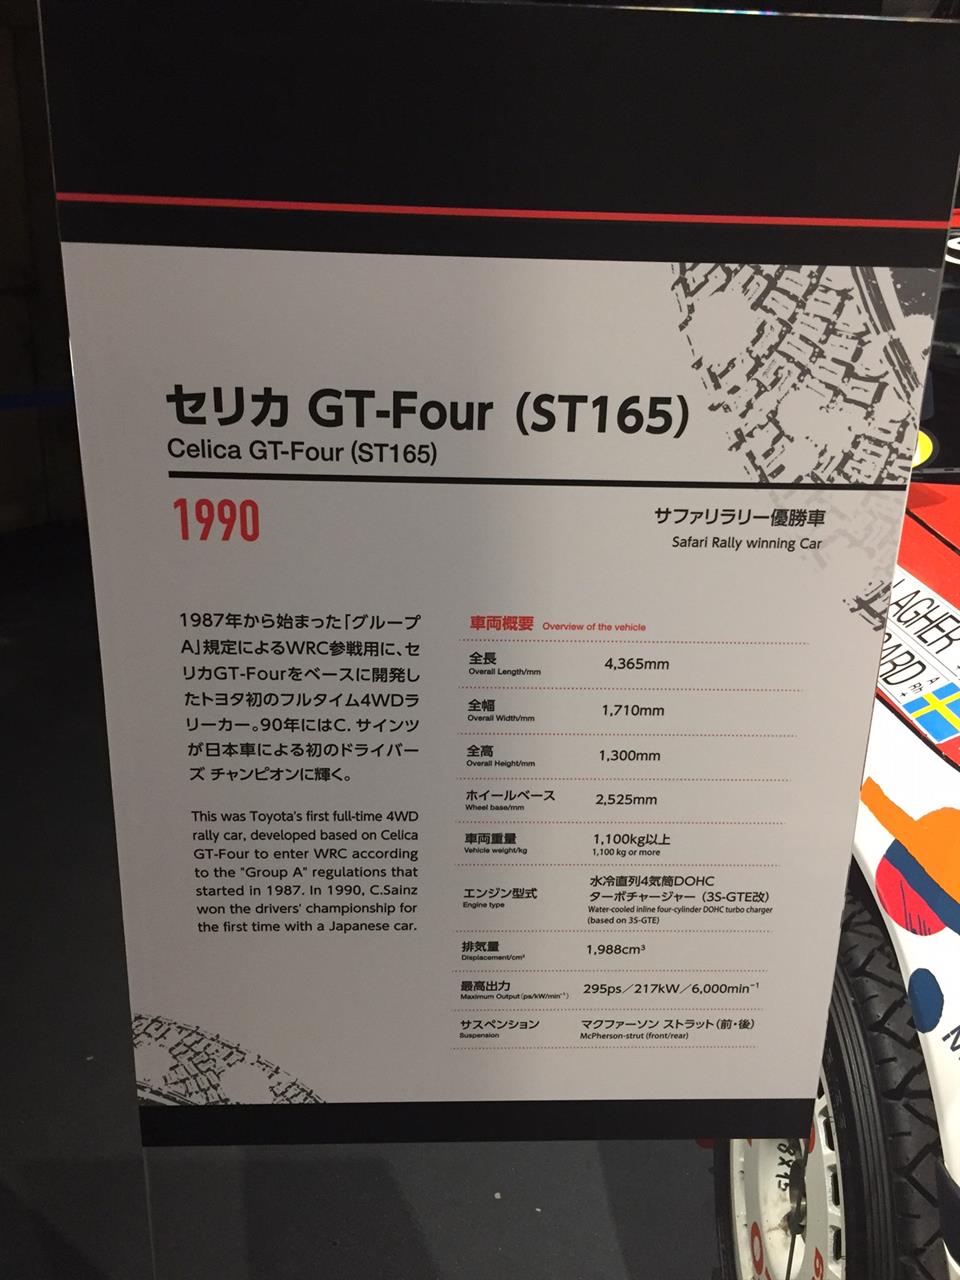 セリカ GT-Four (ST165)
Celica GT-Four (ST165)
1990
サファリラリー優勝車
Safari Rally winning Car
1987年から始まった「グループ
A」規定によるWRC参戦用に、セ
リカGT-Fourをベースに開発し
たトヨタ初のフルタイム4WDラ
リーカー。90年にはC. サインツ
が日本車による初のドライバー
ズ チャンピオンに輝く。
This was Toyota's first full-time 4WD
rally car, developed based on Celica
GT-Four to enter WRC according
to the "Group A" regulations that
started in 1987. In 1990, C.Sainz
won the drivers' championship for
the first time with a Japanese car.
車両概要 Overview of the vehicle
全長 4,365mm
Overall Length/mm
全幅 1,710mm
Overall Width/mm
全高 1,300mm
Overall Height/mm
ホイールベース 2,525mm
Wheel base/mm
車両重量 1,100kg以上
Vehicle weight/kg 1,100 kg or more
エンジン型式 水冷直列4気筒DOHC
ターボチャージャー (3S-GTE改)
Engine type Water-cooled inline four-cylinder DOHC turbo charger
(based on 3S-GTE)
排気量 1,988cm³
Displacement/cm³
最高出力 295ps／217kW／6,000min⁻¹
Maximum Output (ps/kW/min⁻¹)
サスペンション マクファーソン ストラット(前・後)
Suspension McPherson-strut (front/rear)
LAGHER
ARD
A
Rh
+
8X15